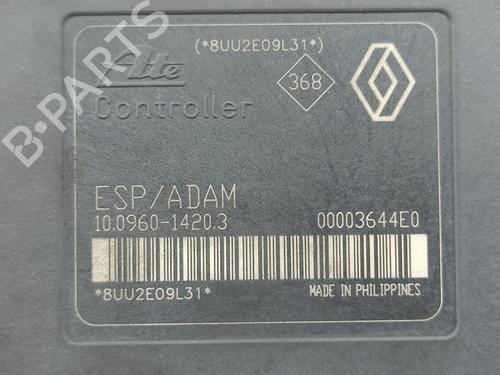 (*8UU2E09L31*)
Ate
368
Controller
ESP/ADAM
10.0960-1420.3
00003644E0
*8UU2E09L31*
MADE IN PHILIPPINES
B-PARTS